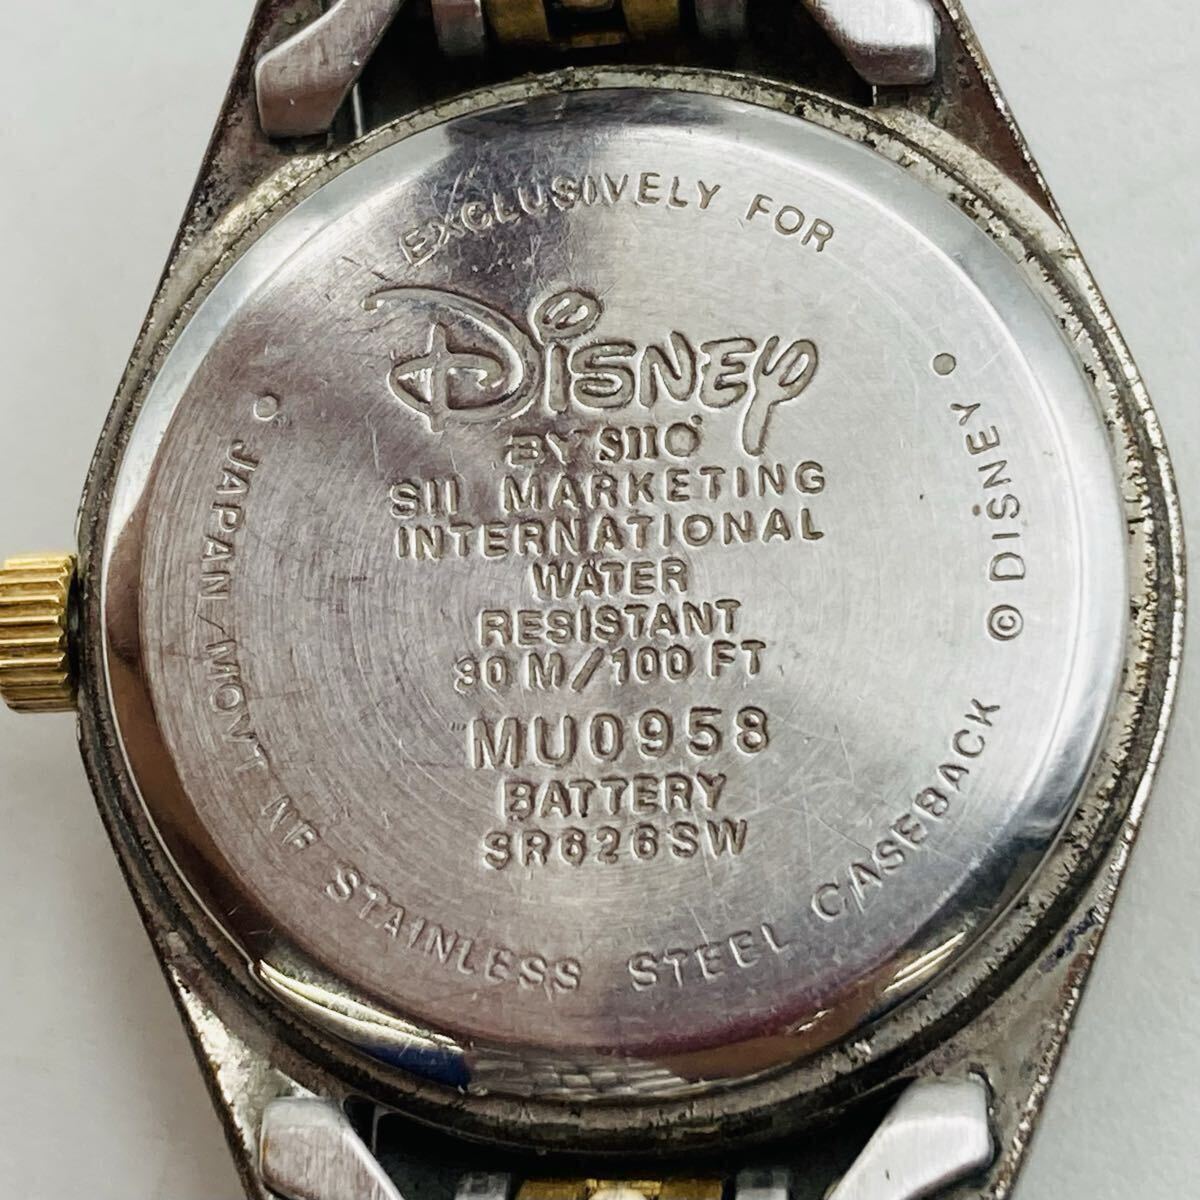 EXCLUSIVELY FOR
Disney
BY SII
SII MARKETING
INTERNATIONAL
WATER
RESISTANT
30 M/100 FT
MU0958
BATTERY
SR626SW
• JAPAN MOVT NF STAINLESS STEEL CASEBACK © DISNEY •